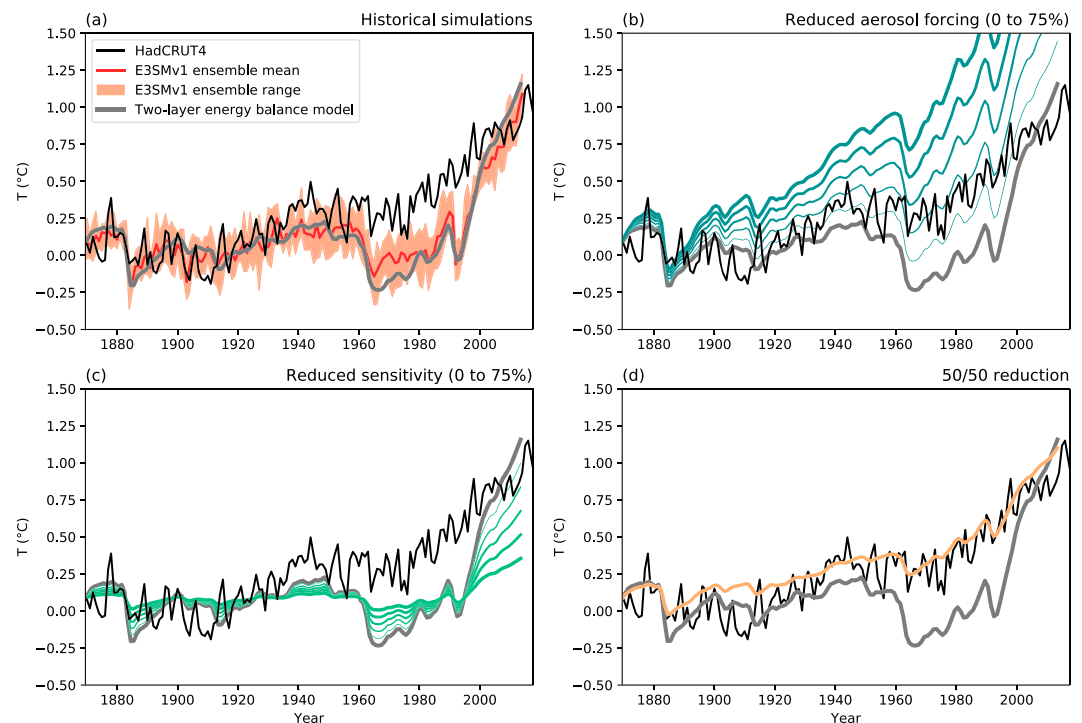 (a) Historical simulations
1.50
1.25
1.00
0.75
0.50
0.25
0.00
−0.25
−0.50
T (°C)
HadCRUT4
E3SMv1 ensemble mean
E3SMv1 ensemble range
Two-layer energy balance model
1880 1900 1920 1940 1960 1980 2000
(b) Reduced aerosol forcing (0 to 75%)
1.50
1.25
1.00
0.75
0.50
0.25
0.00
−0.25
−0.50
T (°C)
1880 1900 1920 1940 1960 1980 2000
(c) Reduced sensitivity (0 to 75%)
1.50
1.25
1.00
0.75
0.50
0.25
0.00
−0.25
−0.50
T (°C)
1880 1900 1920 1940 1960 1980 2000
Year
(d) 50/50 reduction
1.50
1.25
1.00
0.75
0.50
0.25
0.00
−0.25
−0.50
T (°C)
1880 1900 1920 1940 1960 1980 2000
Year